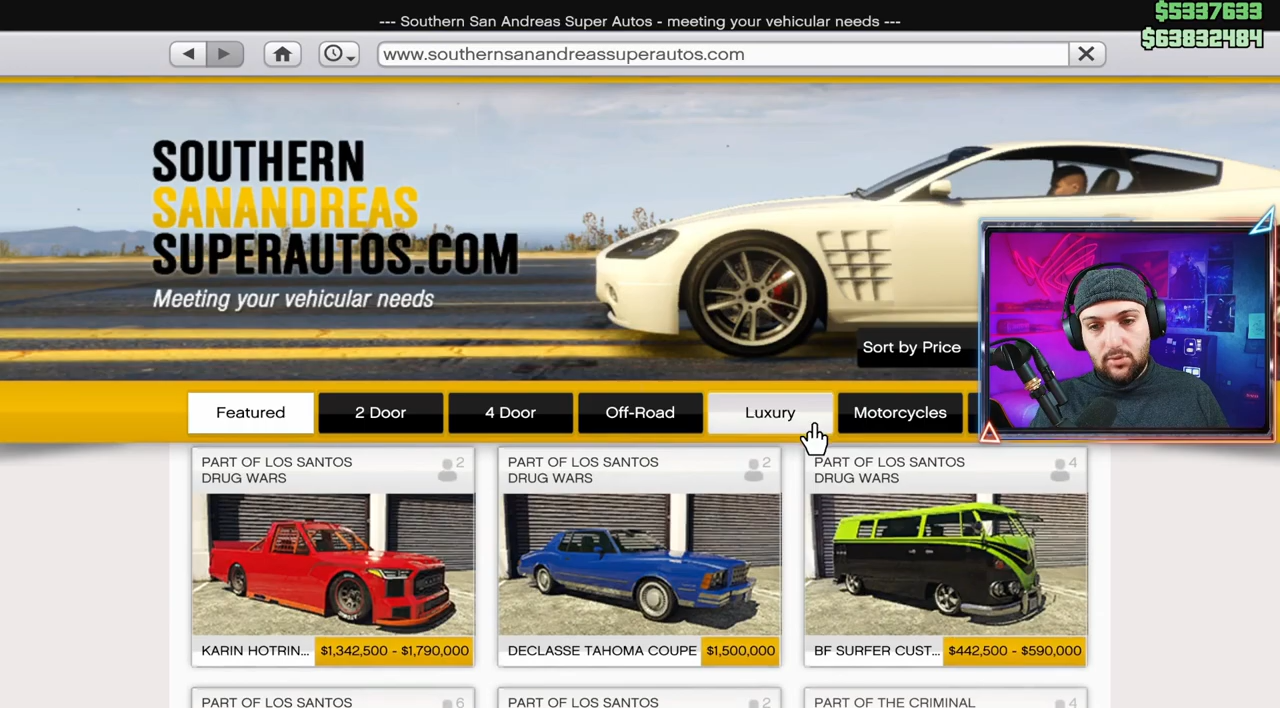 --- Southern San Andreas Super Autos - meeting your vehicular needs ---
$5337633
$63832484
www.southernsanandreassuperautos.com
SOUTHERN
SANANDREAS
SUPERAUTOS.COM
Meeting your vehicular needs
Sort by Price
Featured
2 Door
4 Door
Off-Road
Luxury
Motorcycles
PART OF LOS SANTOS
DRUG WARS
2
PART OF LOS SANTOS
DRUG WARS
2
PART OF LOS SANTOS
DRUG WARS
4
KARIN HOTRIN...
$1,342,500 - $1,790,000
DECLASSE TAHOMA COUPE
$1,500,000
BF SURFER CUST...
$442,500 - $590,000
PART OF LOS SANTOS
6
PART OF LOS SANTOS
2
PART OF THE CRIMINAL
4